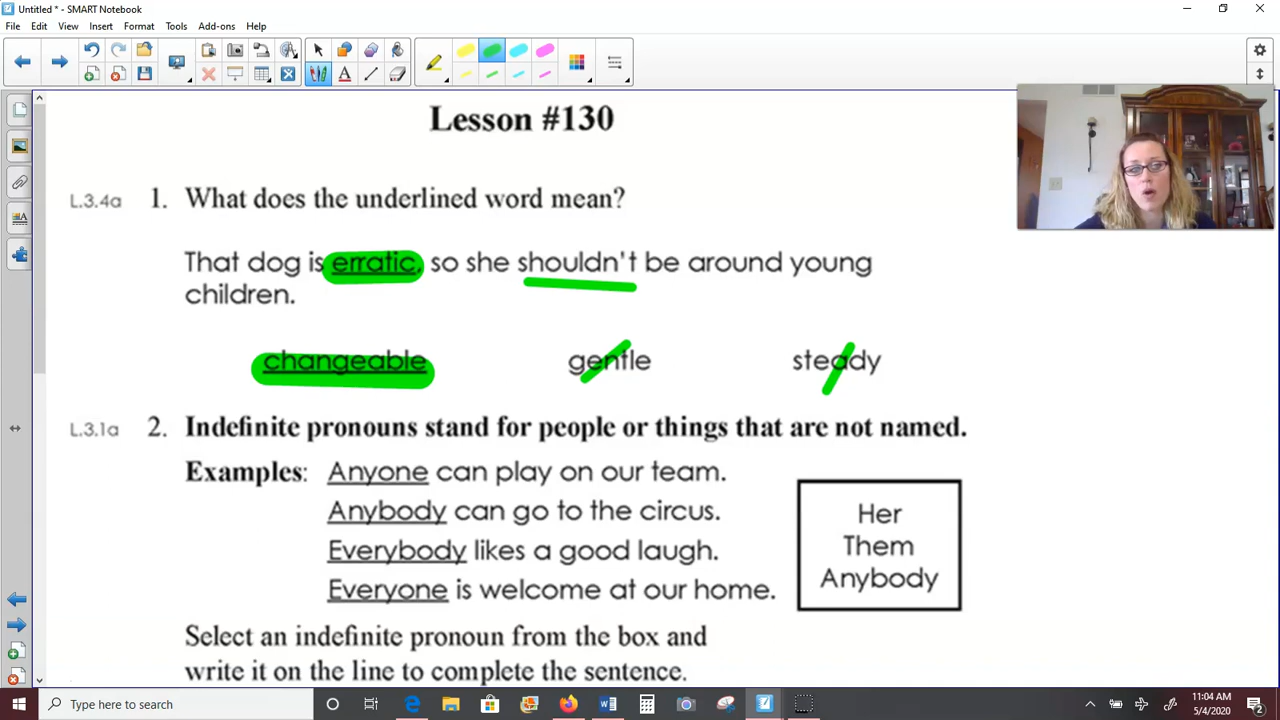 Untitled * - SMART Notebook
File Edit View Insert Format Tools Add-ons Help
Lesson #130
L.3.4a 1. What does the underlined word mean?
That dog is erratic, so she shouldn't be around young
children.
changeable gentle steady
L.3.1a 2. Indefinite pronouns stand for people or things that are not named.
Examples: Anyone can play on our team.
Anybody can go to the circus.
Everybody likes a good laugh.
Everyone is welcome at our home.
Her
Them
Anybody
Select an indefinite pronoun from the box and
write it on the line to complete the sentence.
Type here to search
11:04 AM
5/4/2020
2